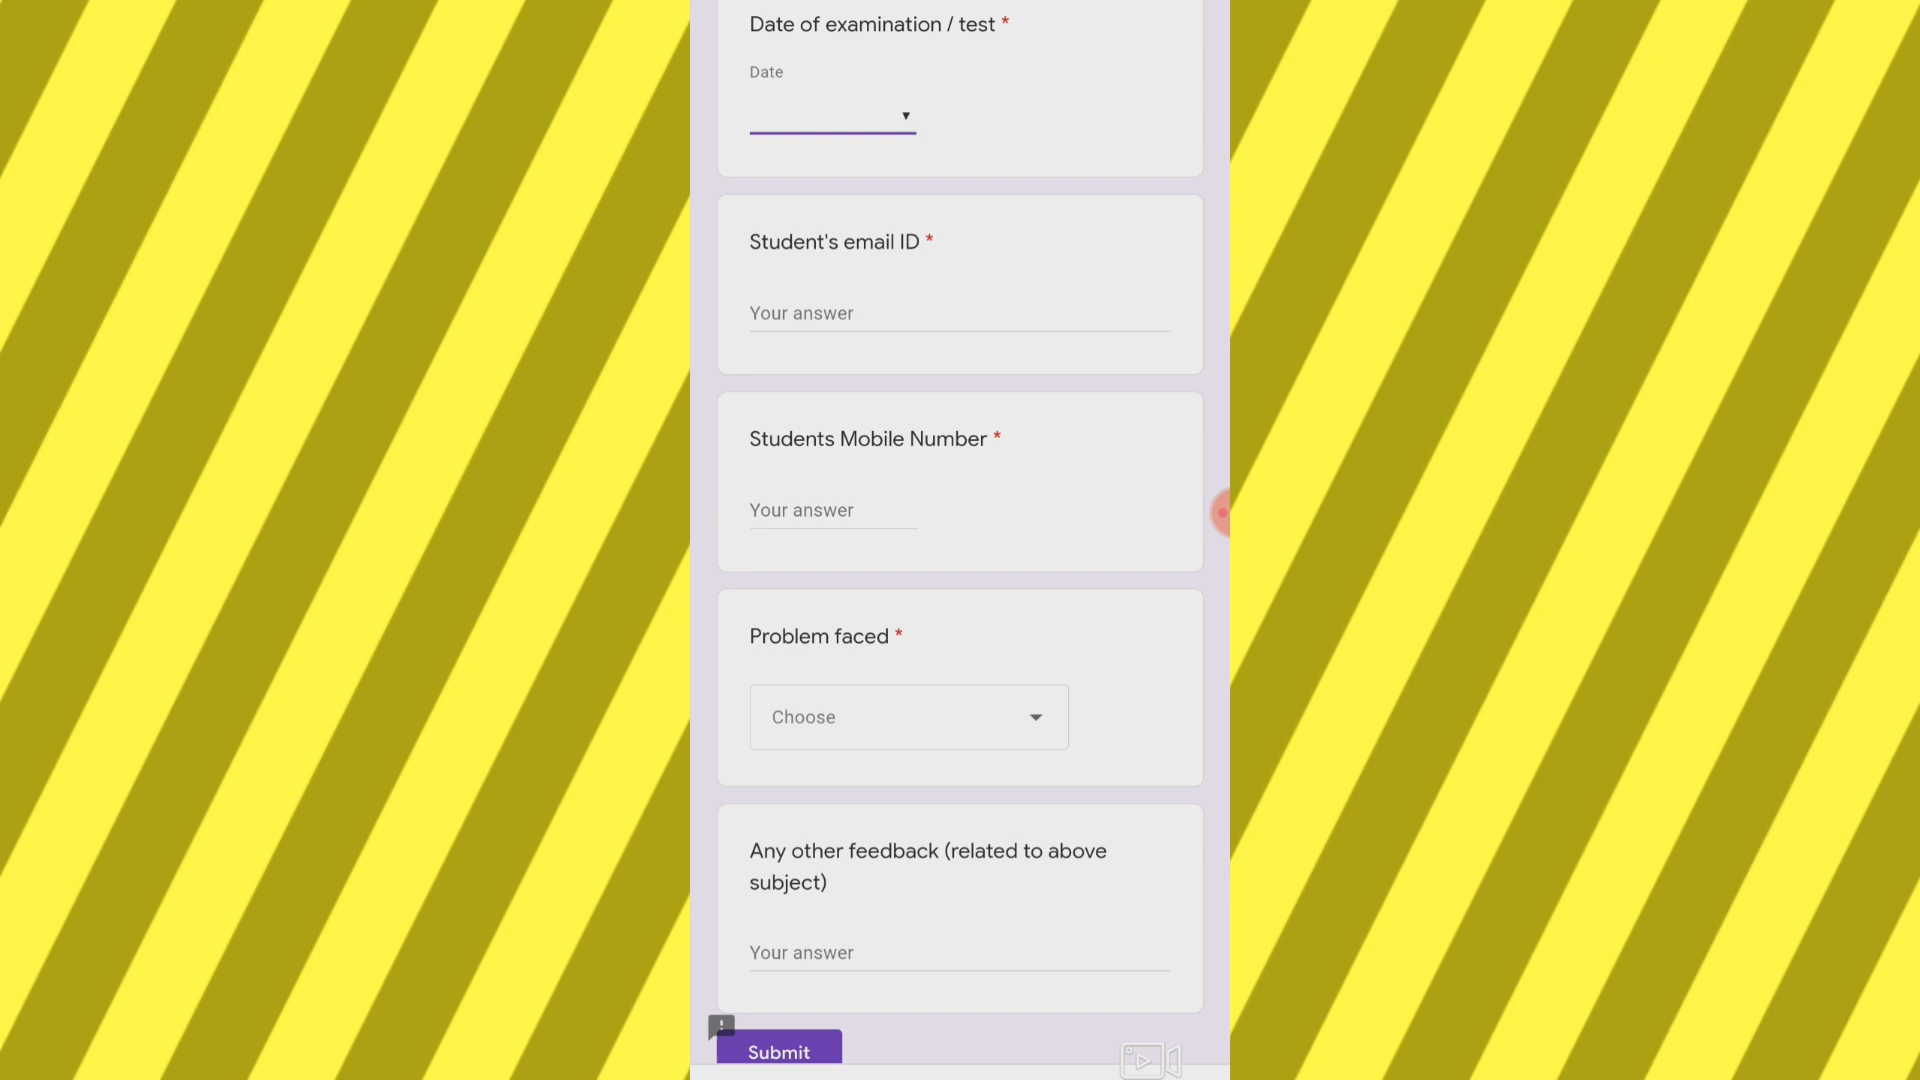 Date of examination / test *
Date
Student's email ID *
Your answer
Students Mobile Number *
Your answer
Problem faced *
Choose
Any other feedback (related to above
subject)
Your answer
Submit